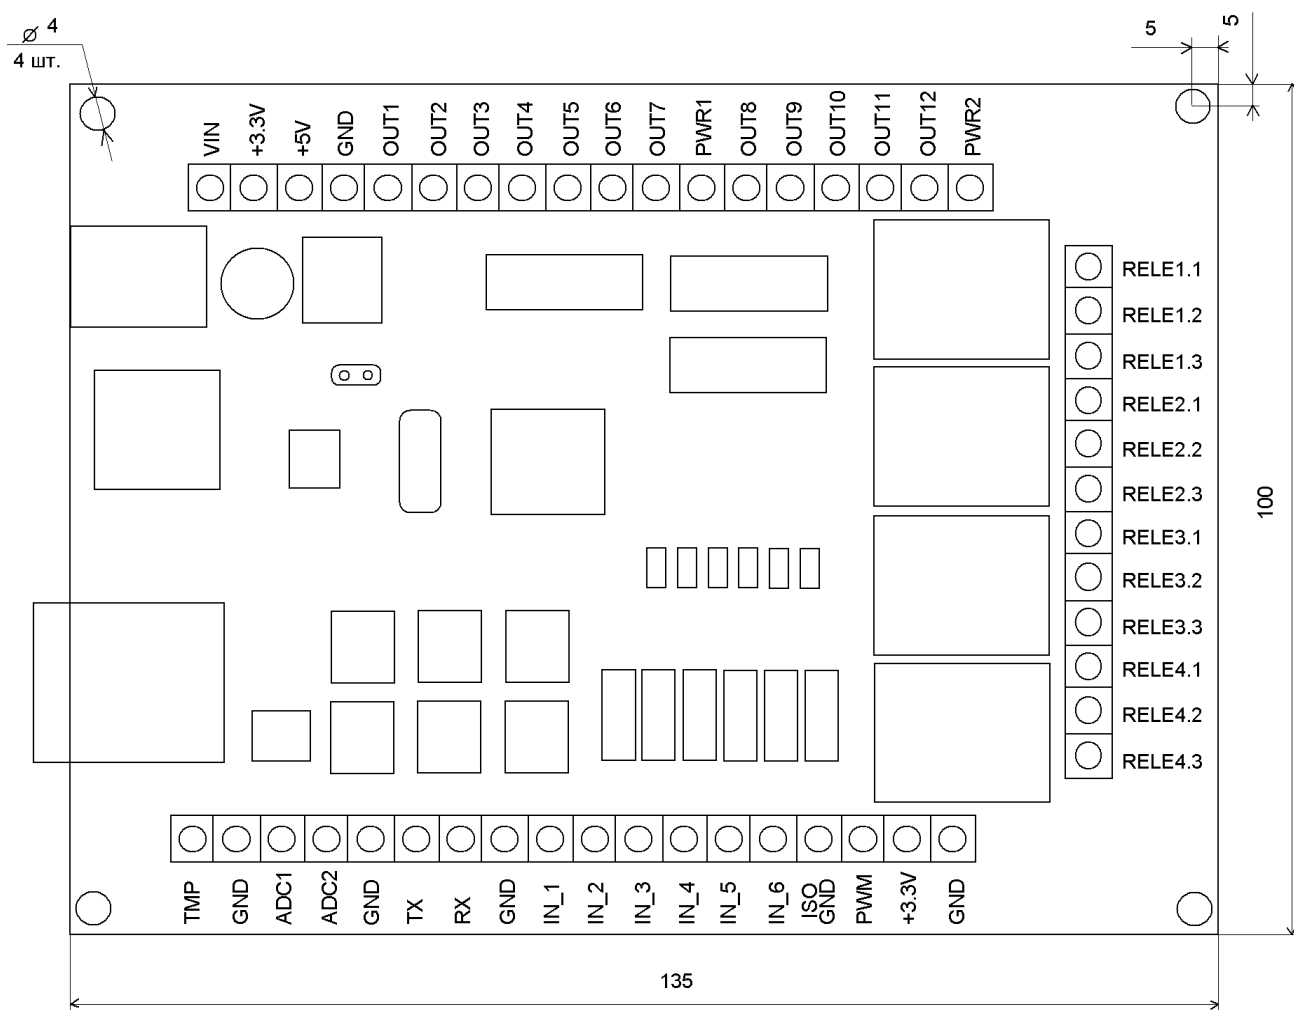 ⌀ 4
4 шт.
5
5
VIN
+3.3V
+5V
GND
OUT1
OUT2
OUT3
OUT4
OUT5
OUT6
OUT7
PWR1
OUT8
OUT9
OUT10
OUT11
OUT12
PWR2
RELE1.1
RELE1.2
RELE1.3
RELE2.1
RELE2.2
RELE2.3
RELE3.1
RELE3.2
RELE3.3
RELE4.1
RELE4.2
RELE4.3
100
TMP
GND
ADC1
ADC2
GND
TX
RX
GND
IN_1
IN_2
IN_3
IN_4
IN_5
IN_6
ISO
GND
PWM
+3.3V
GND
135